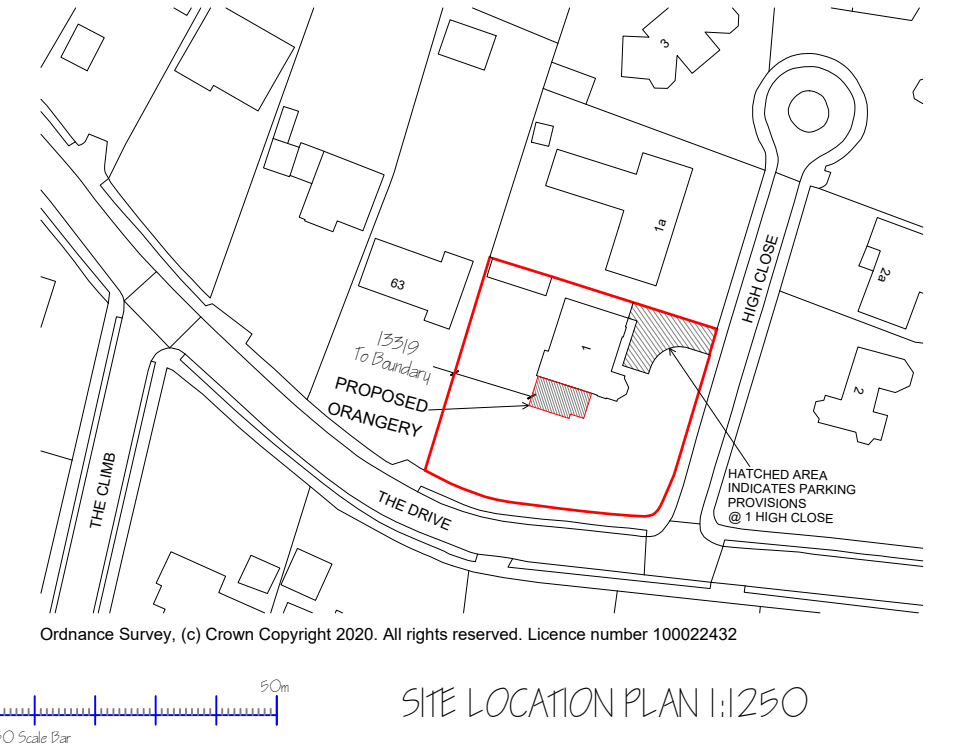 3
1a
HIGH CLOSE
2a
63
1
13319
To Boundary
PROPOSED
ORANGERY
2
THE CLIMB
THE DRIVE
HATCHED AREA
INDICATES PARKING
PROVISIONS
@ 1 HIGH CLOSE
Ordnance Survey, (c) Crown Copyright 2020. All rights reserved. Licence number 100022432
50m
SITE LOCATION PLAN 1:1250
Scale Bar